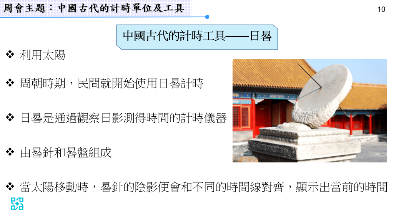 周會主題：中國古代的計時單位及工具
10
中國古代的計時工具——日晷
❖ 利用太陽
❖ 周朝時期，民間就開始使用日晷計時
❖ 日晷是通過觀察日影測得時間的計時儀器
❖ 由晷針和晷盤組成
❖ 當太陽移動時，晷針的陰影便會和不同的時間線對齊，顯示出當前的時間